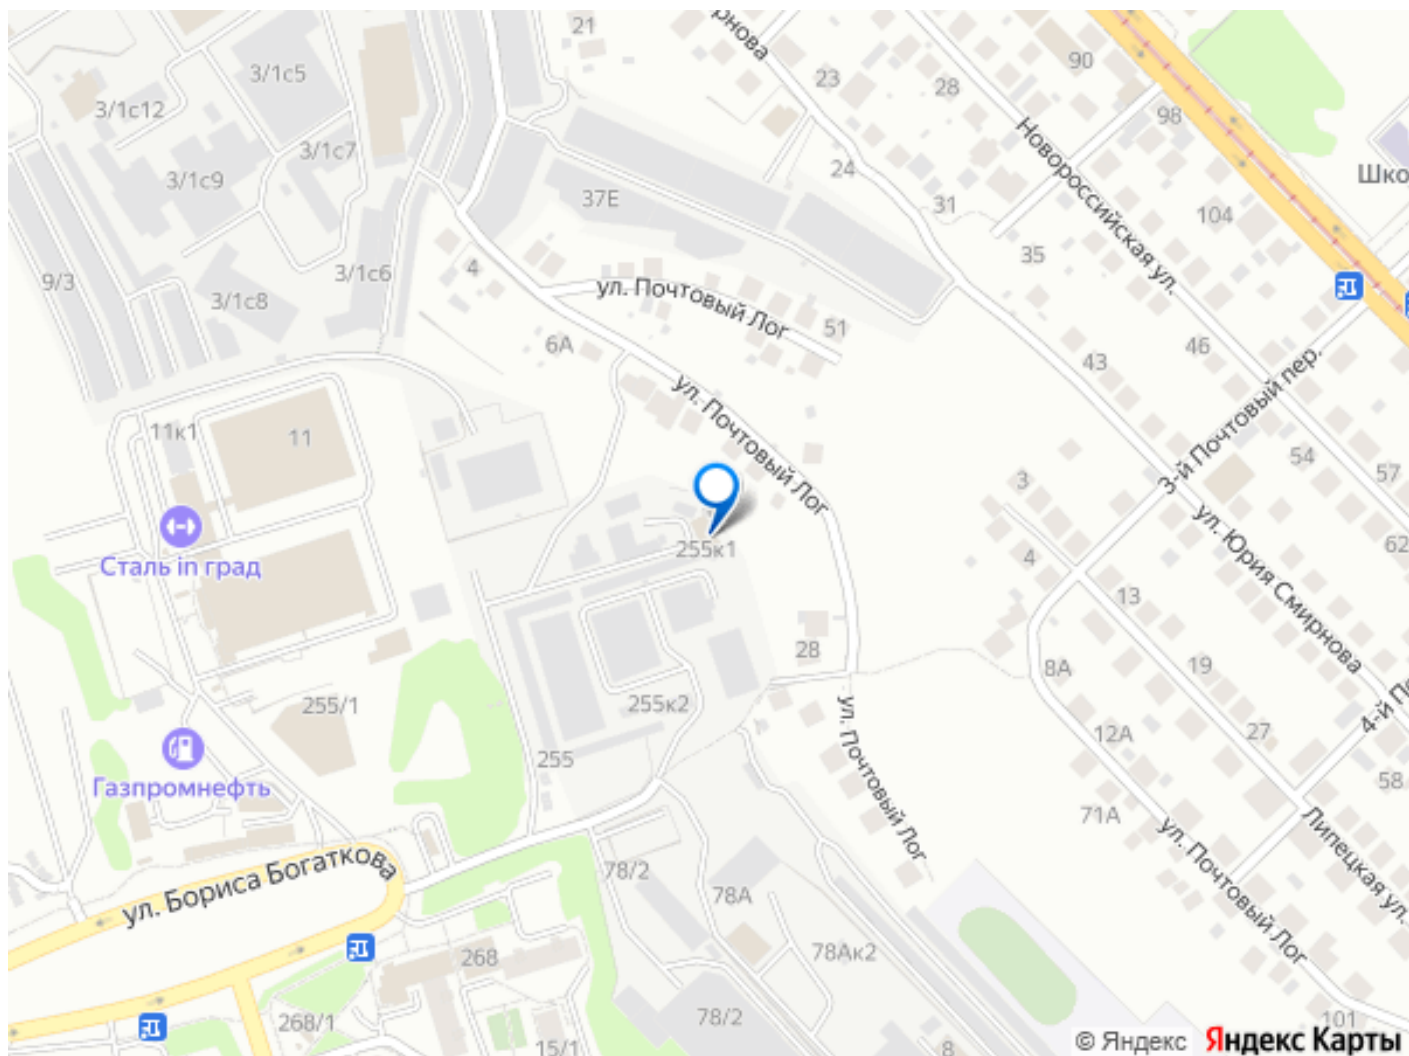 21
рнова
90
3/1с5
23
28
3/1с12
98
Новороссийская ул.
3/1с7
24
Шко
3/1с9
37Е
31
104
35
4
3/1с6
9/3
3/1с8
ул. Почтовый Лог
51
6А
43
46
ул. Почтовый Лог
3-й Почтовый пер.
11к1
11
54
57
3
ул. Юрия Смирнова
62
255к1
4
Сталь in град
13
28
8А
19
255/1
255к2
ул. Почтовый Лог
4-й По
12А
27
255
Газпромнефть
58
71А
ул. Почтовый Лог
Липецкая ул.
ул. Бориса Богаткова
78/2
78А
268
78Ак2
268/1
78/2
101
15/1
8
© Яндекс Яндекс Карты